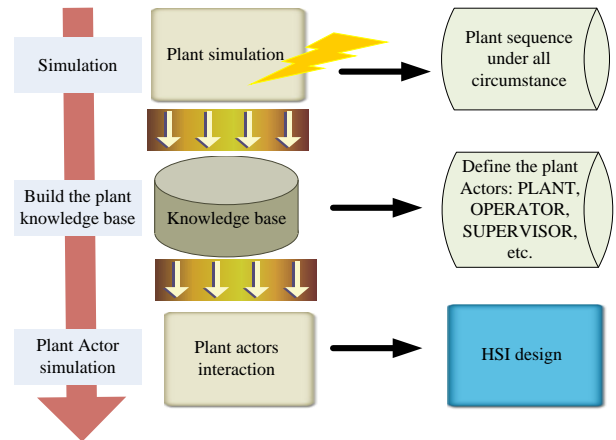 Simulation
Plant simulation
Plant sequence
under all
circumstance
Build the plant
knowledge base
Knowledge base
Define the plant
Actors: PLANT,
OPERATOR,
SUPERVISOR,
etc.
Plant Actor
simulation
Plant actors
interaction
HSI design